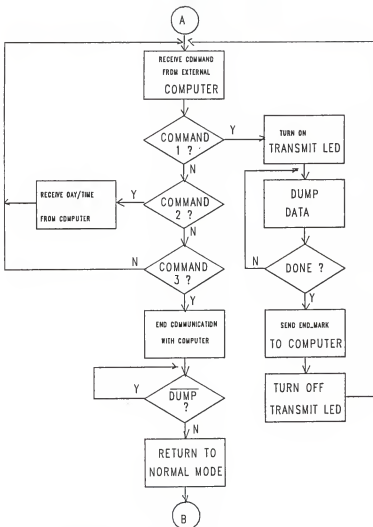 A
RECEIVE COMMAND
FROM EXTERNAL
COMPUTER
COMMAND
1 ?
Y
N
TURN ON
TRANSMIT LED
RECEIVE DAY/TIME
FROM COMPUTER
Y
COMMAND
2 ?
N
DUMP
DATA
N
COMMAND
3 ?
Y
N
DONE ?
Y
END COMMUNICATION
WITH COMPUTER
SEND END_MARK
TO COMPUTER
Y
DUMP
?
N
TURN OFF
TRANSMIT LED
RETURN TO
NORMAL MODE
B